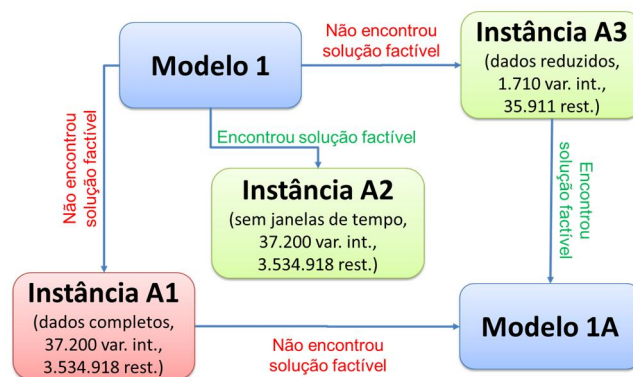 Não encontrou
solução factível
Modelo 1
Instância A3
(dados reduzidos,
1.710 var. int.,
35.911 rest.)
Não encontrou
solução factível
Encontrou solução factível
Encontrou
solução factível
Instância A2
(sem janelas de tempo,
37.200 var. int.,
3.534.918 rest.)
Instância A1
(dados completos,
37.200 var. int.,
3.534.918 rest.)
Modelo 1A
Não encontrou
solução factível